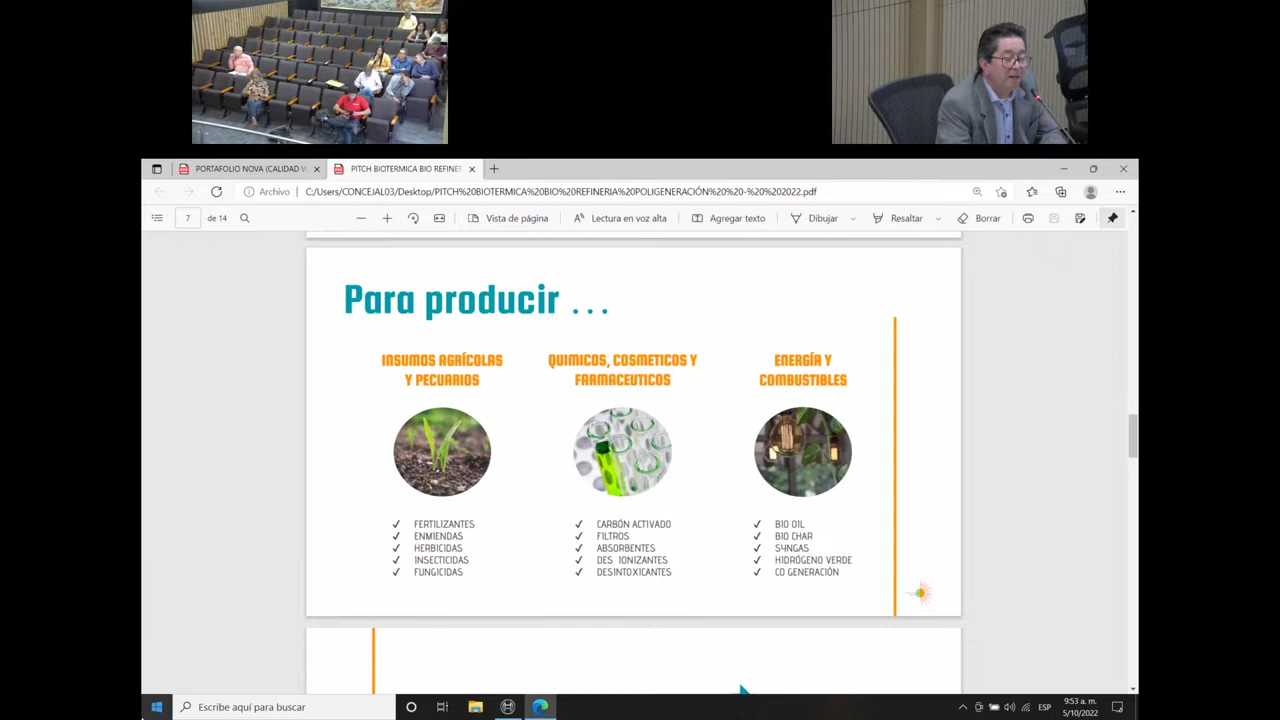 PORTAFOLIO NOVA (CALIDAD V
PITCH BIOTERMICA BIO REFINER
Archivo
C:/Users/CONCEJAL03/Desktop/PITCH%20BIOTERMICA%20BIO%20REFINERIA%20POLIGENERACIÓN%20%20-%20%202022.pdf
7
de 14
Vista de página
Lectura en voz alta
Agregar texto
Dibujar
Resaltar
Borrar
Para producir ...
INSUMOS AGRÍCOLAS
Y PECUARIOS
FERTILIZANTES
ENMIENDAS
HERBICIDAS
INSECTICIDAS
FUNGICIDAS
QUIMICOS, COSMETICOS Y
FARMACEUTICOS
CARBÓN ACTIVADO
FILTROS
ABSORBENTES
DES IONIZANTES
DESINTOXICANTES
ENERGÍA Y
COMBUSTIBLES
BIO OIL
BIO CHAR
SYNGAS
HIDRÓGENO VERDE
CO GENERACIÓN
Escribe aquí para buscar
ESP
9:53 a. m.
5/10/2022